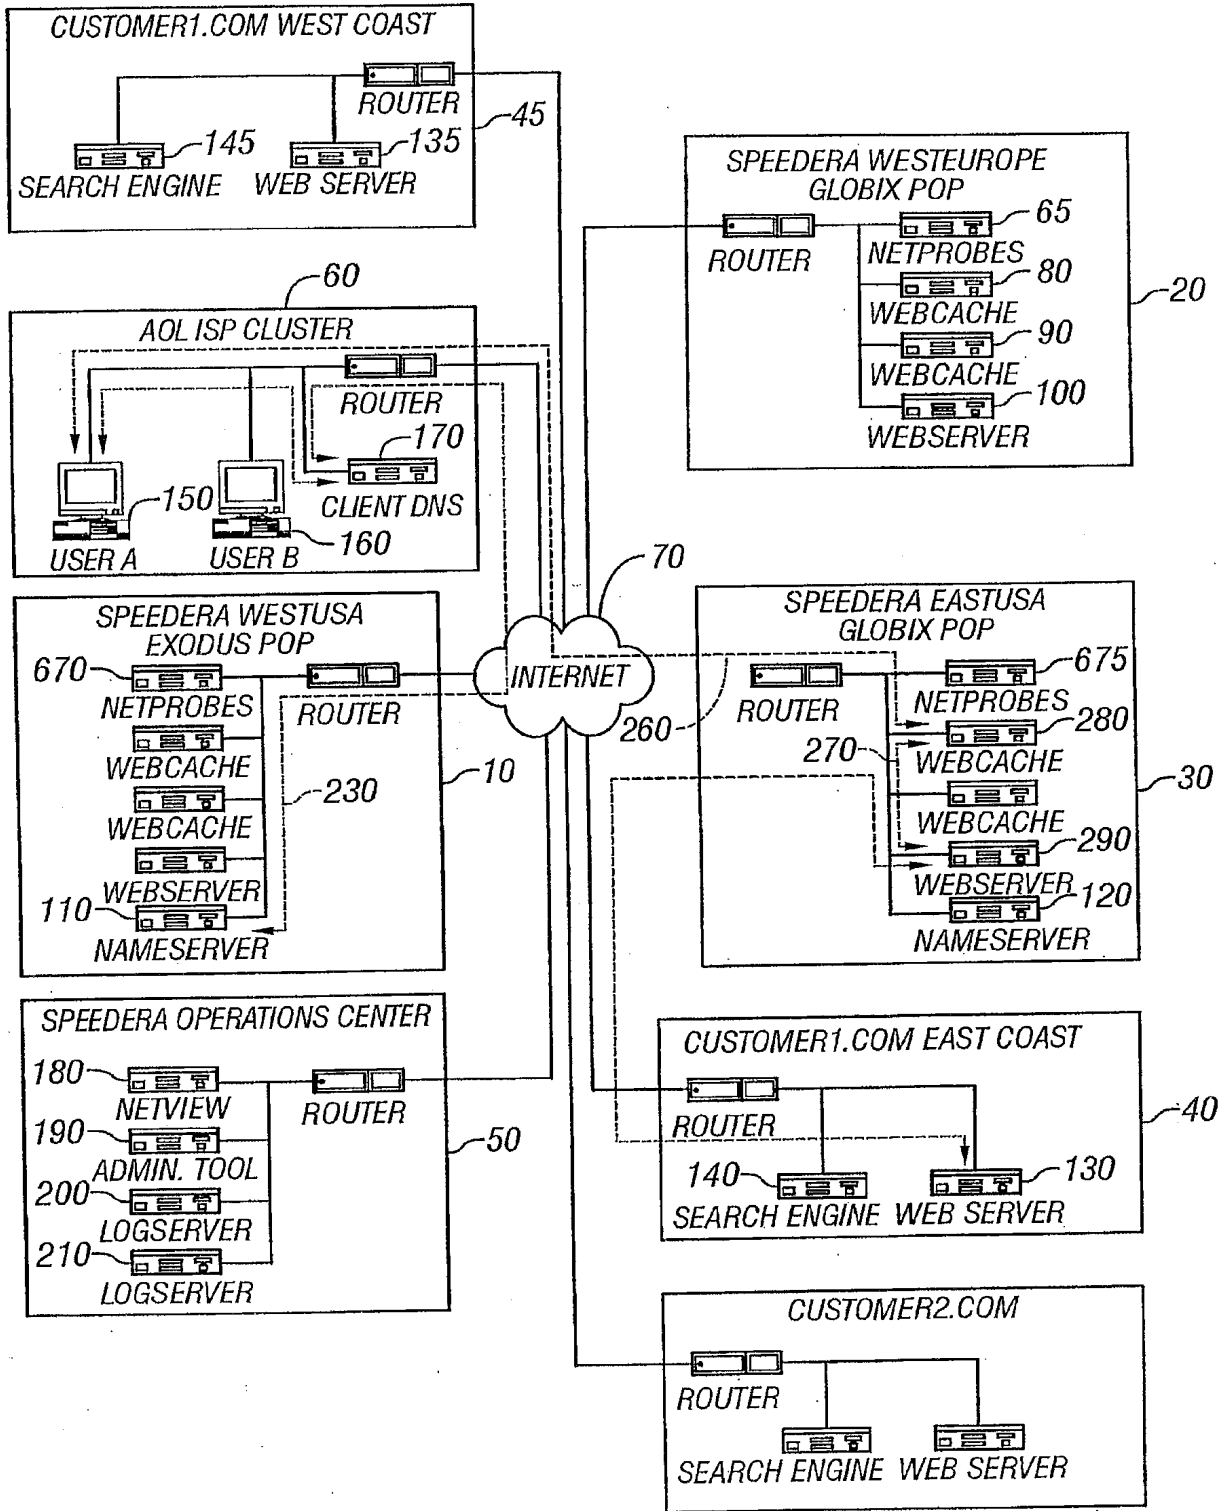 CUSTOMER1.COM WEST COAST
ROUTER
45
145
135
SEARCH ENGINE
WEB SERVER
60
AOL ISP CLUSTER
ROUTER
170
CLIENT DNS
150
160
USER A
USER B
SPEEDERA WESTUSA
EXODUS POP
670
NETPROBES
ROUTER
WEBCACHE
10
230
WEBCACHE
WEBSERVER
110
NAMESERVER
SPEEDERA OPERATIONS CENTER
180
NETVIEW
ROUTER
190
50
ADMIN. TOOL
200
LOGSERVER
210
LOGSERVER
70
INTERNET
SPEEDERA WESTEUROPE
GLOBIX POP
65
ROUTER
NETPROBES
80
20
WEBCACHE
90
WEBCACHE
100
WEBSERVER
SPEEDERA EASTUSA
GLOBIX POP
675
ROUTER
NETPROBES
260
280
270
WEBCACHE
30
WEBCACHE
290
WEBSERVER
120
NAMESERVER
CUSTOMER1.COM EAST COAST
ROUTER
40
140
130
SEARCH ENGINE
WEB SERVER
CUSTOMER2.COM
ROUTER
SEARCH ENGINE
WEB SERVER